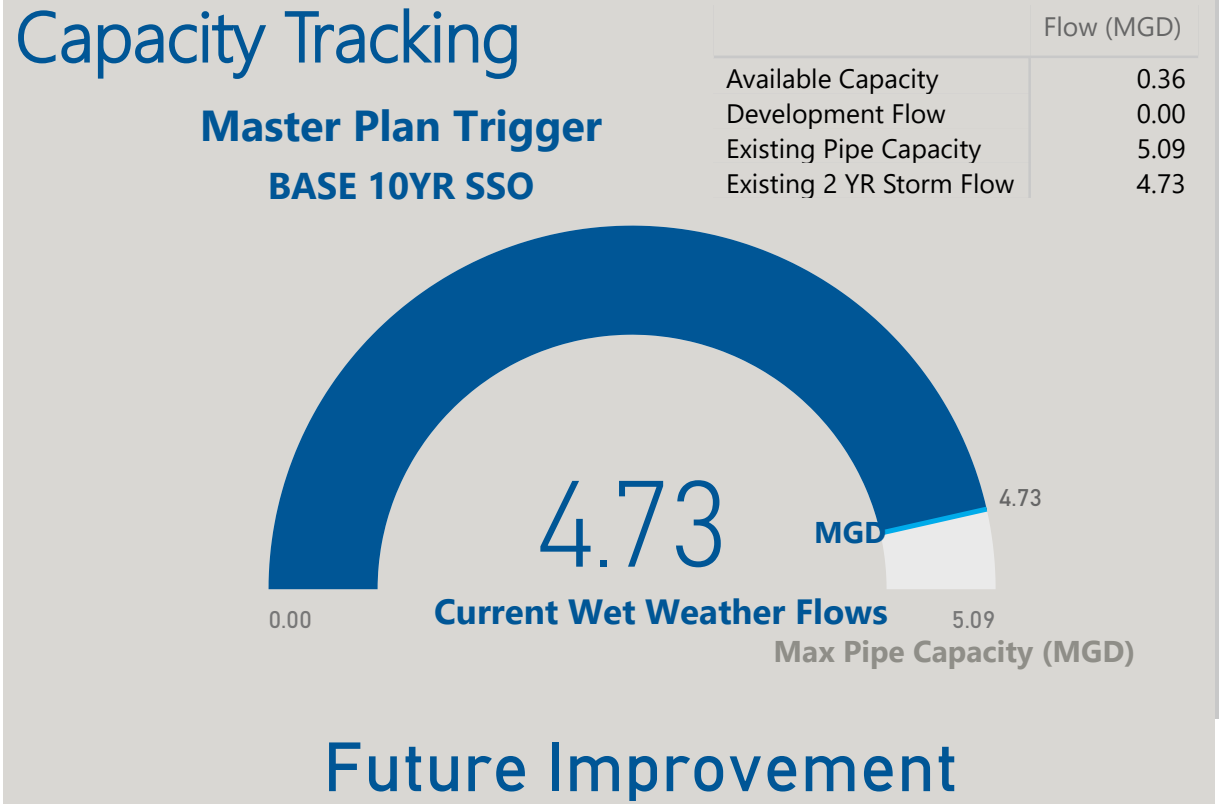 Capacity Tracking
Flow (MGD)
Available Capacity 0.36
Development Flow 0.00
Existing Pipe Capacity 5.09
Existing 2 YR Storm Flow 4.73
Master Plan Trigger
BASE 10YR SSO
4.73
4.73
MGD
0.00
Current Wet Weather Flows
5.09
Max Pipe Capacity (MGD)
Future Improvement